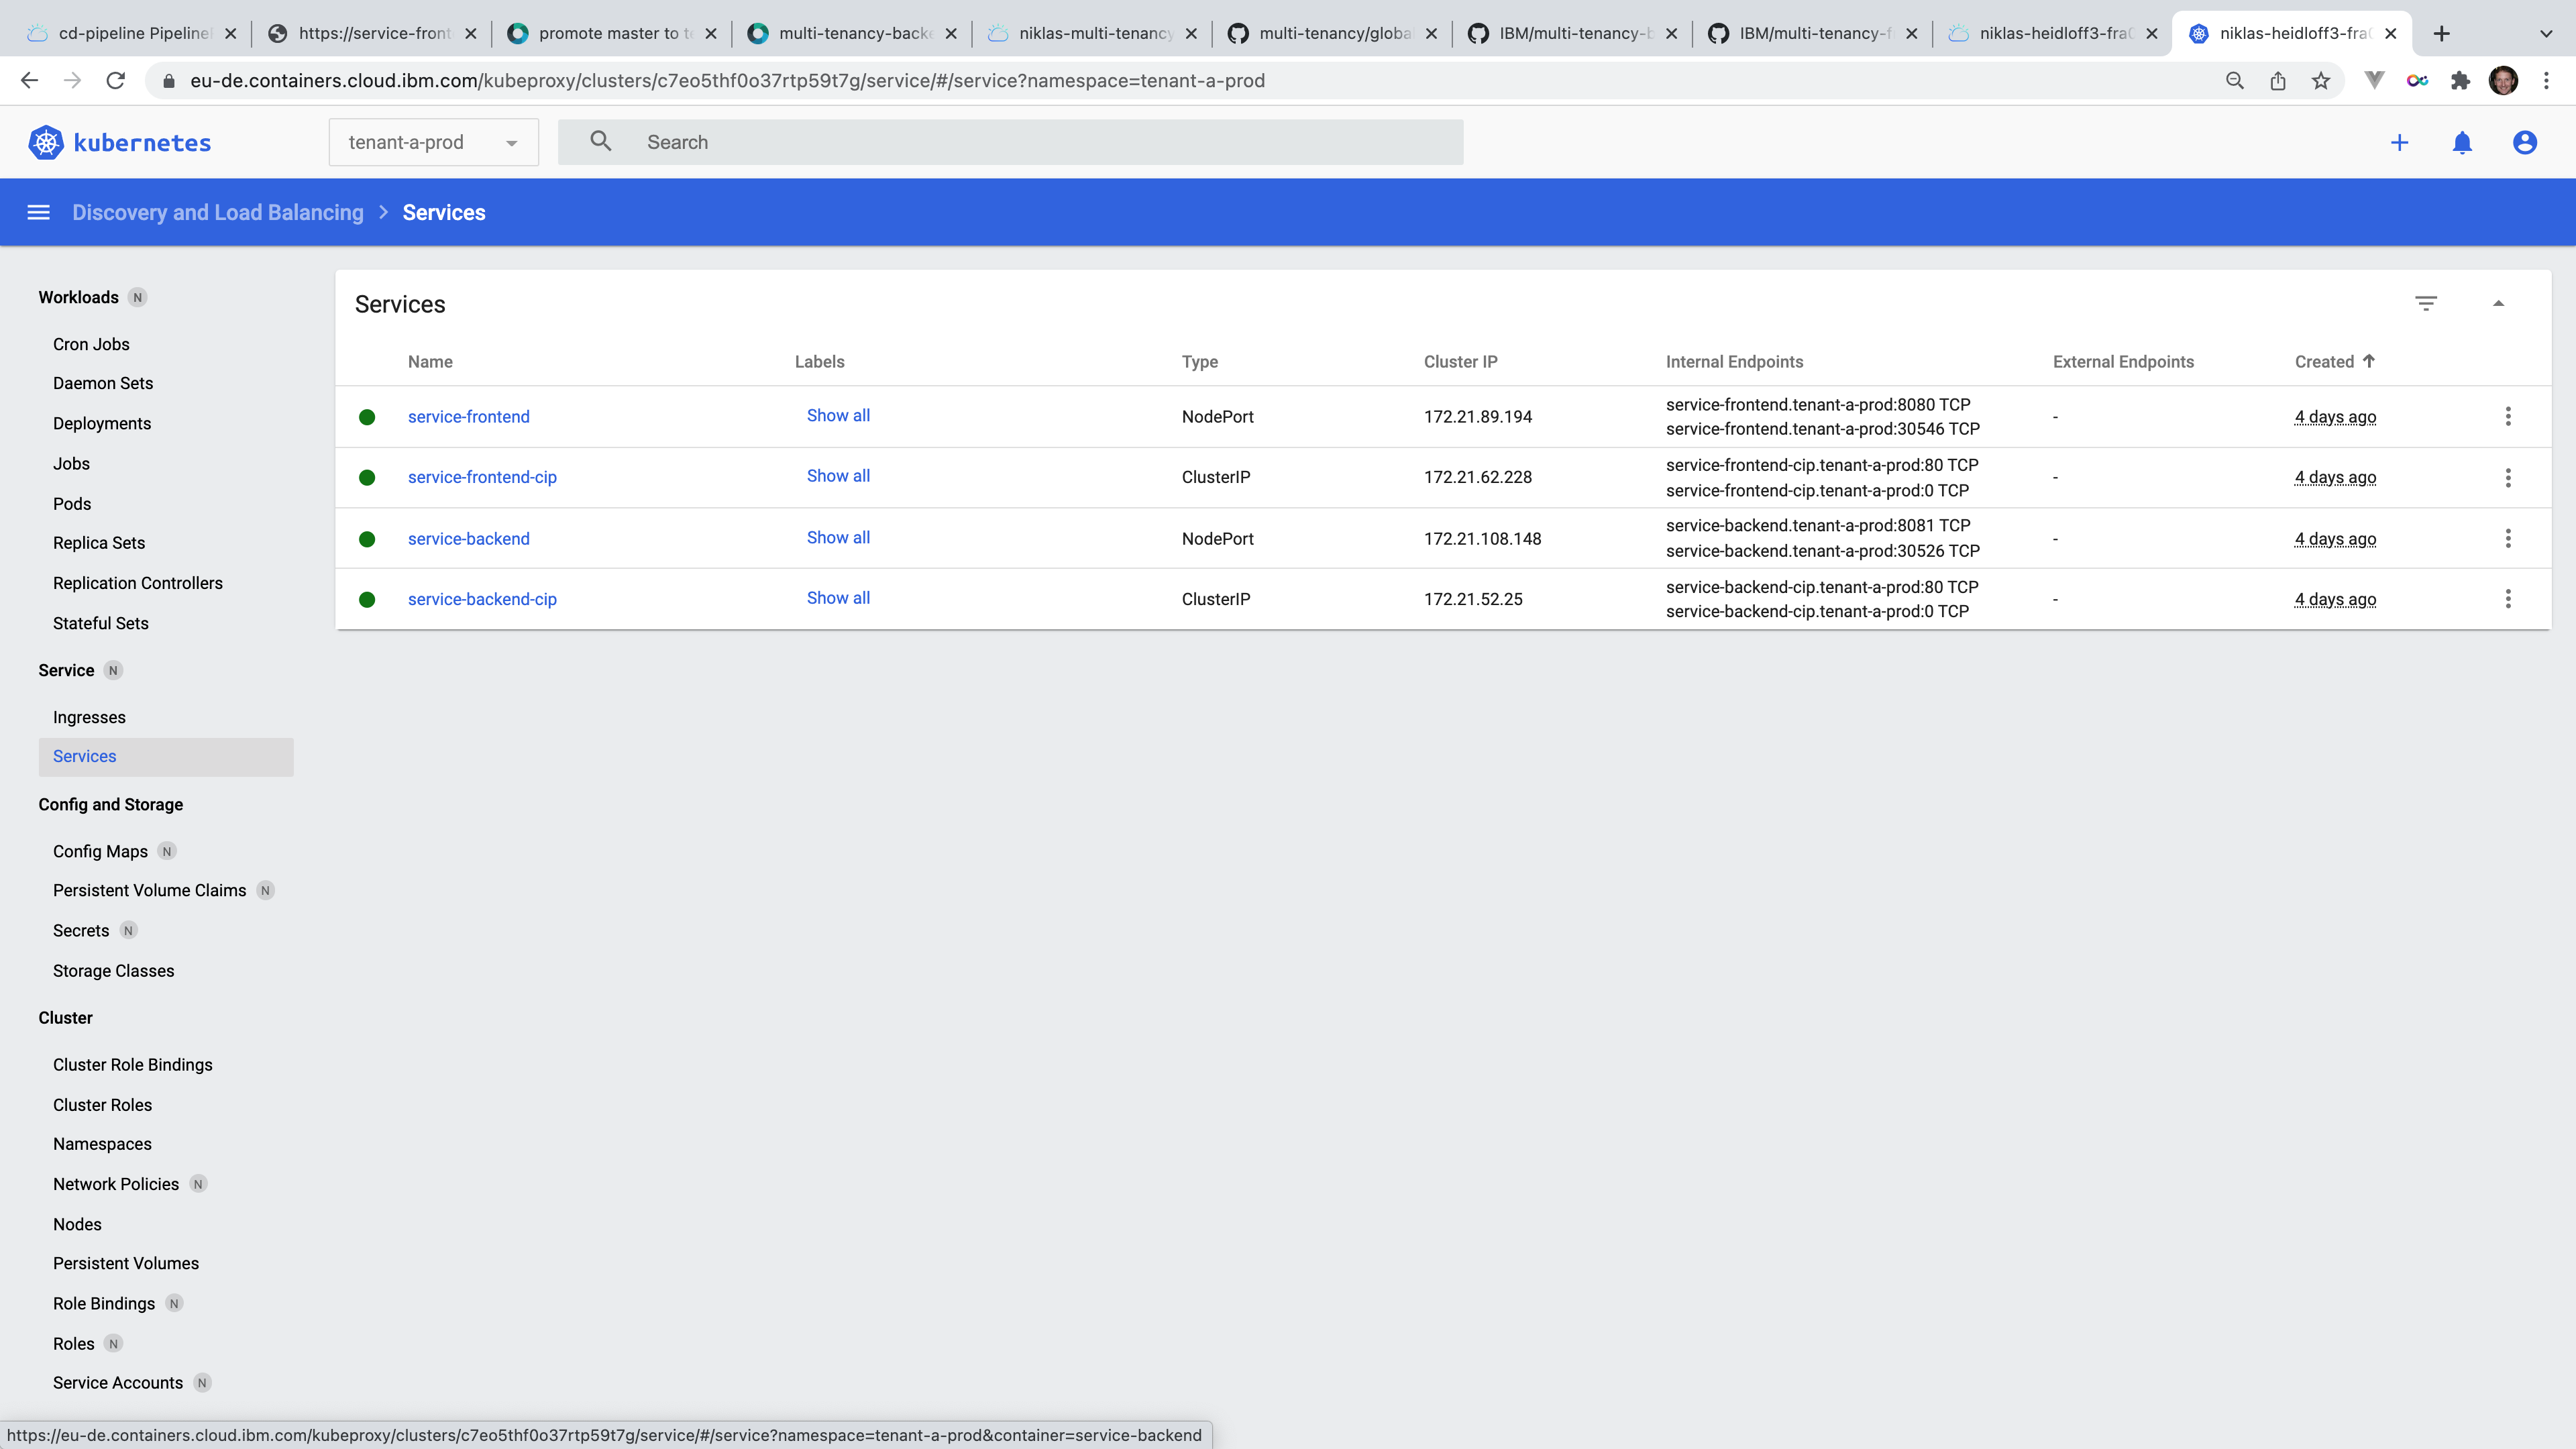 cd-pipeline Pipeline
https://service-front
promote master to te
multi-tenancy-backe
niklas-multi-tenancy
multi-tenancy/globa
IBM/multi-tenancy-b
IBM/multi-tenancy-f
niklas-heidloff3-fra0
niklas-heidloff3-fra0
eu-de.containers.cloud.ibm.com/kubeproxy/clusters/c7eo5thf0o37rtp59t7g/service/#/service?namespace=tenant-a-prod
kubernetes
tenant-a-prod
Search
Discovery and Load Balancing > Services
Workloads N
Cron Jobs
Daemon Sets
Deployments
Jobs
Pods
Replica Sets
Replication Controllers
Stateful Sets
Service N
Ingresses
Services
Config and Storage
Config Maps N
Persistent Volume Claims N
Secrets N
Storage Classes
Cluster
Cluster Role Bindings
Cluster Roles
Namespaces
Network Policies N
Nodes
Persistent Volumes
Role Bindings N
Roles N
Service Accounts N
Services
Name Labels Type Cluster IP Internal Endpoints External Endpoints Created
service-frontend Show all NodePort 172.21.89.194 service-frontend.tenant-a-prod:8080 TCP - 4 days ago
service-frontend.tenant-a-prod:30546 TCP
service-frontend-cip Show all ClusterIP 172.21.62.228 service-frontend-cip.tenant-a-prod:80 TCP - 4 days ago
service-frontend-cip.tenant-a-prod:0 TCP
service-backend Show all NodePort 172.21.108.148 service-backend.tenant-a-prod:8081 TCP - 4 days ago
service-backend.tenant-a-prod:30526 TCP
service-backend-cip Show all ClusterIP 172.21.52.25 service-backend-cip.tenant-a-prod:80 TCP - 4 days ago
service-backend-cip.tenant-a-prod:0 TCP
https://eu-de.containers.cloud.ibm.com/kubeproxy/clusters/c7eo5thf0o37rtp59t7g/service/#/service?namespace=tenant-a-prod&container=service-backend